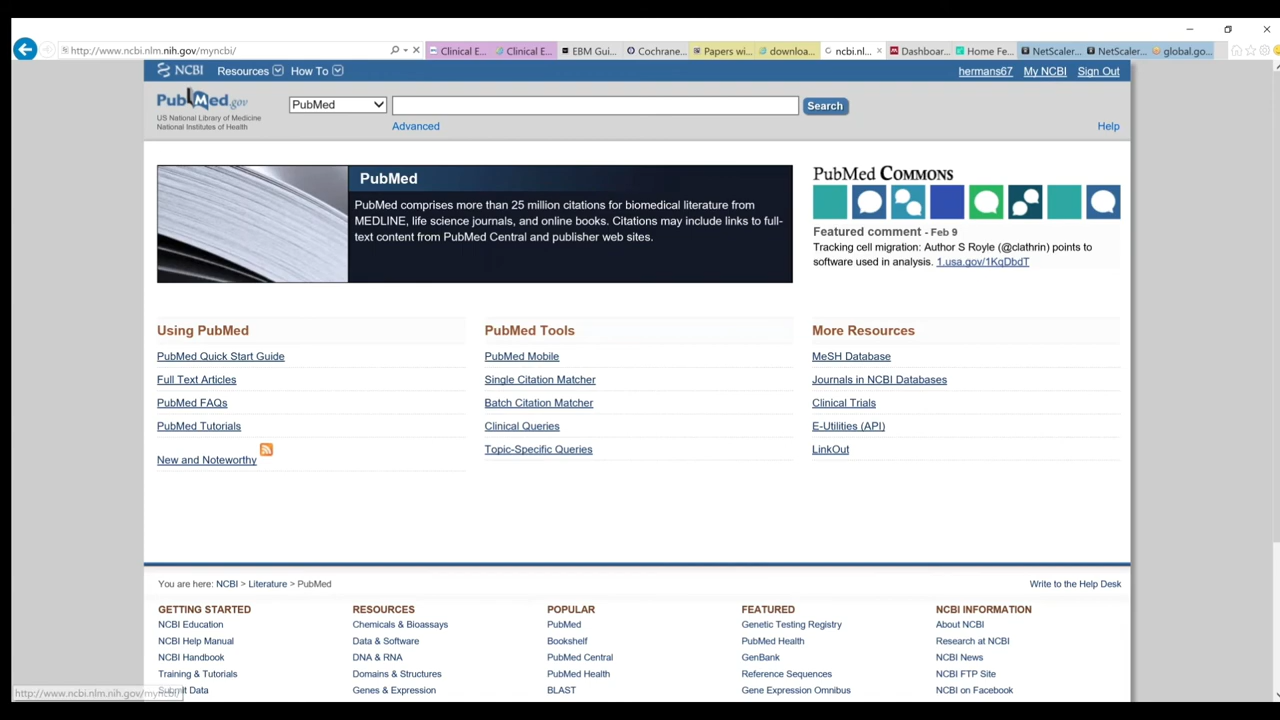 http://www.ncbi.nlm.nih.gov/myncbi/
Clinical E...
Clinical E...
EBM Gui...
Cochrane...
Papers wi...
downloa...
ncbi.nl...
Dashboar...
Home Fe...
NetScaler...
NetScaler...
global.go...
NCBI Resources How To
hermans67 My NCBI Sign Out
PubMed.gov
US National Library of Medicine
National Institutes of Health
PubMed
Search
Advanced
Help
PubMed
PubMed comprises more than 25 million citations for biomedical literature from
MEDLINE, life science journals, and online books. Citations may include links to full-
text content from PubMed Central and publisher web sites.
PubMed Commons
Featured comment - Feb 9
Tracking cell migration: Author S Royle (@clathrin) points to
software used in analysis. 1.usa.gov/1KqDbdT
Using PubMed
PubMed Quick Start Guide
Full Text Articles
PubMed FAQs
PubMed Tutorials
New and Noteworthy
PubMed Tools
PubMed Mobile
Single Citation Matcher
Batch Citation Matcher
Clinical Queries
Topic-Specific Queries
More Resources
MeSH Database
Journals in NCBI Databases
Clinical Trials
E-Utilities (API)
LinkOut
You are here: NCBI > Literature > PubMed
Write to the Help Desk
GETTING STARTED
NCBI Education
NCBI Help Manual
NCBI Handbook
Training & Tutorials
Submit Data
RESOURCES
Chemicals & Bioassays
Data & Software
DNA & RNA
Domains & Structures
Genes & Expression
POPULAR
PubMed
Bookshelf
PubMed Central
PubMed Health
BLAST
FEATURED
Genetic Testing Registry
PubMed Health
GenBank
Reference Sequences
Gene Expression Omnibus
NCBI INFORMATION
About NCBI
Research at NCBI
NCBI News
NCBI FTP Site
NCBI on Facebook
http://www.ncbi.nlm.nih.gov/myncbi/